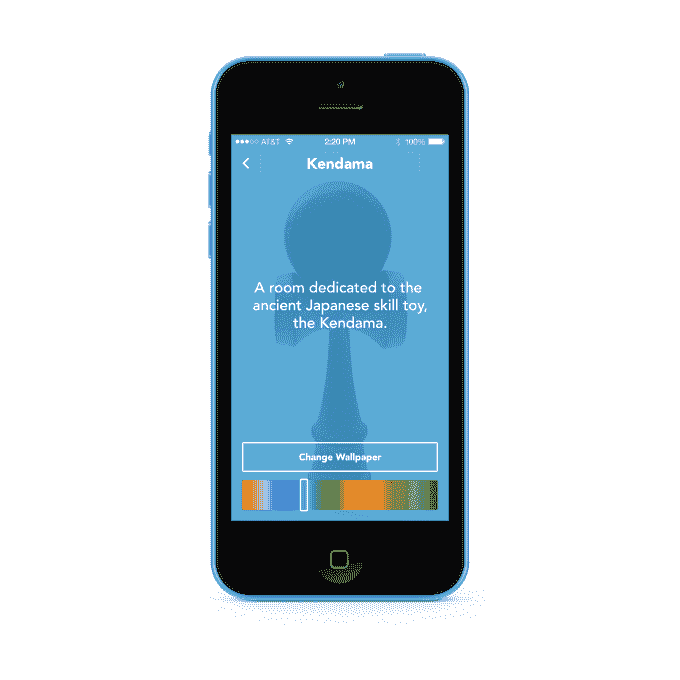 AT&T 2:20 PM 100%
Kendama
A room dedicated to the
ancient Japanese skill toy,
the Kendama.
Change Wallpaper